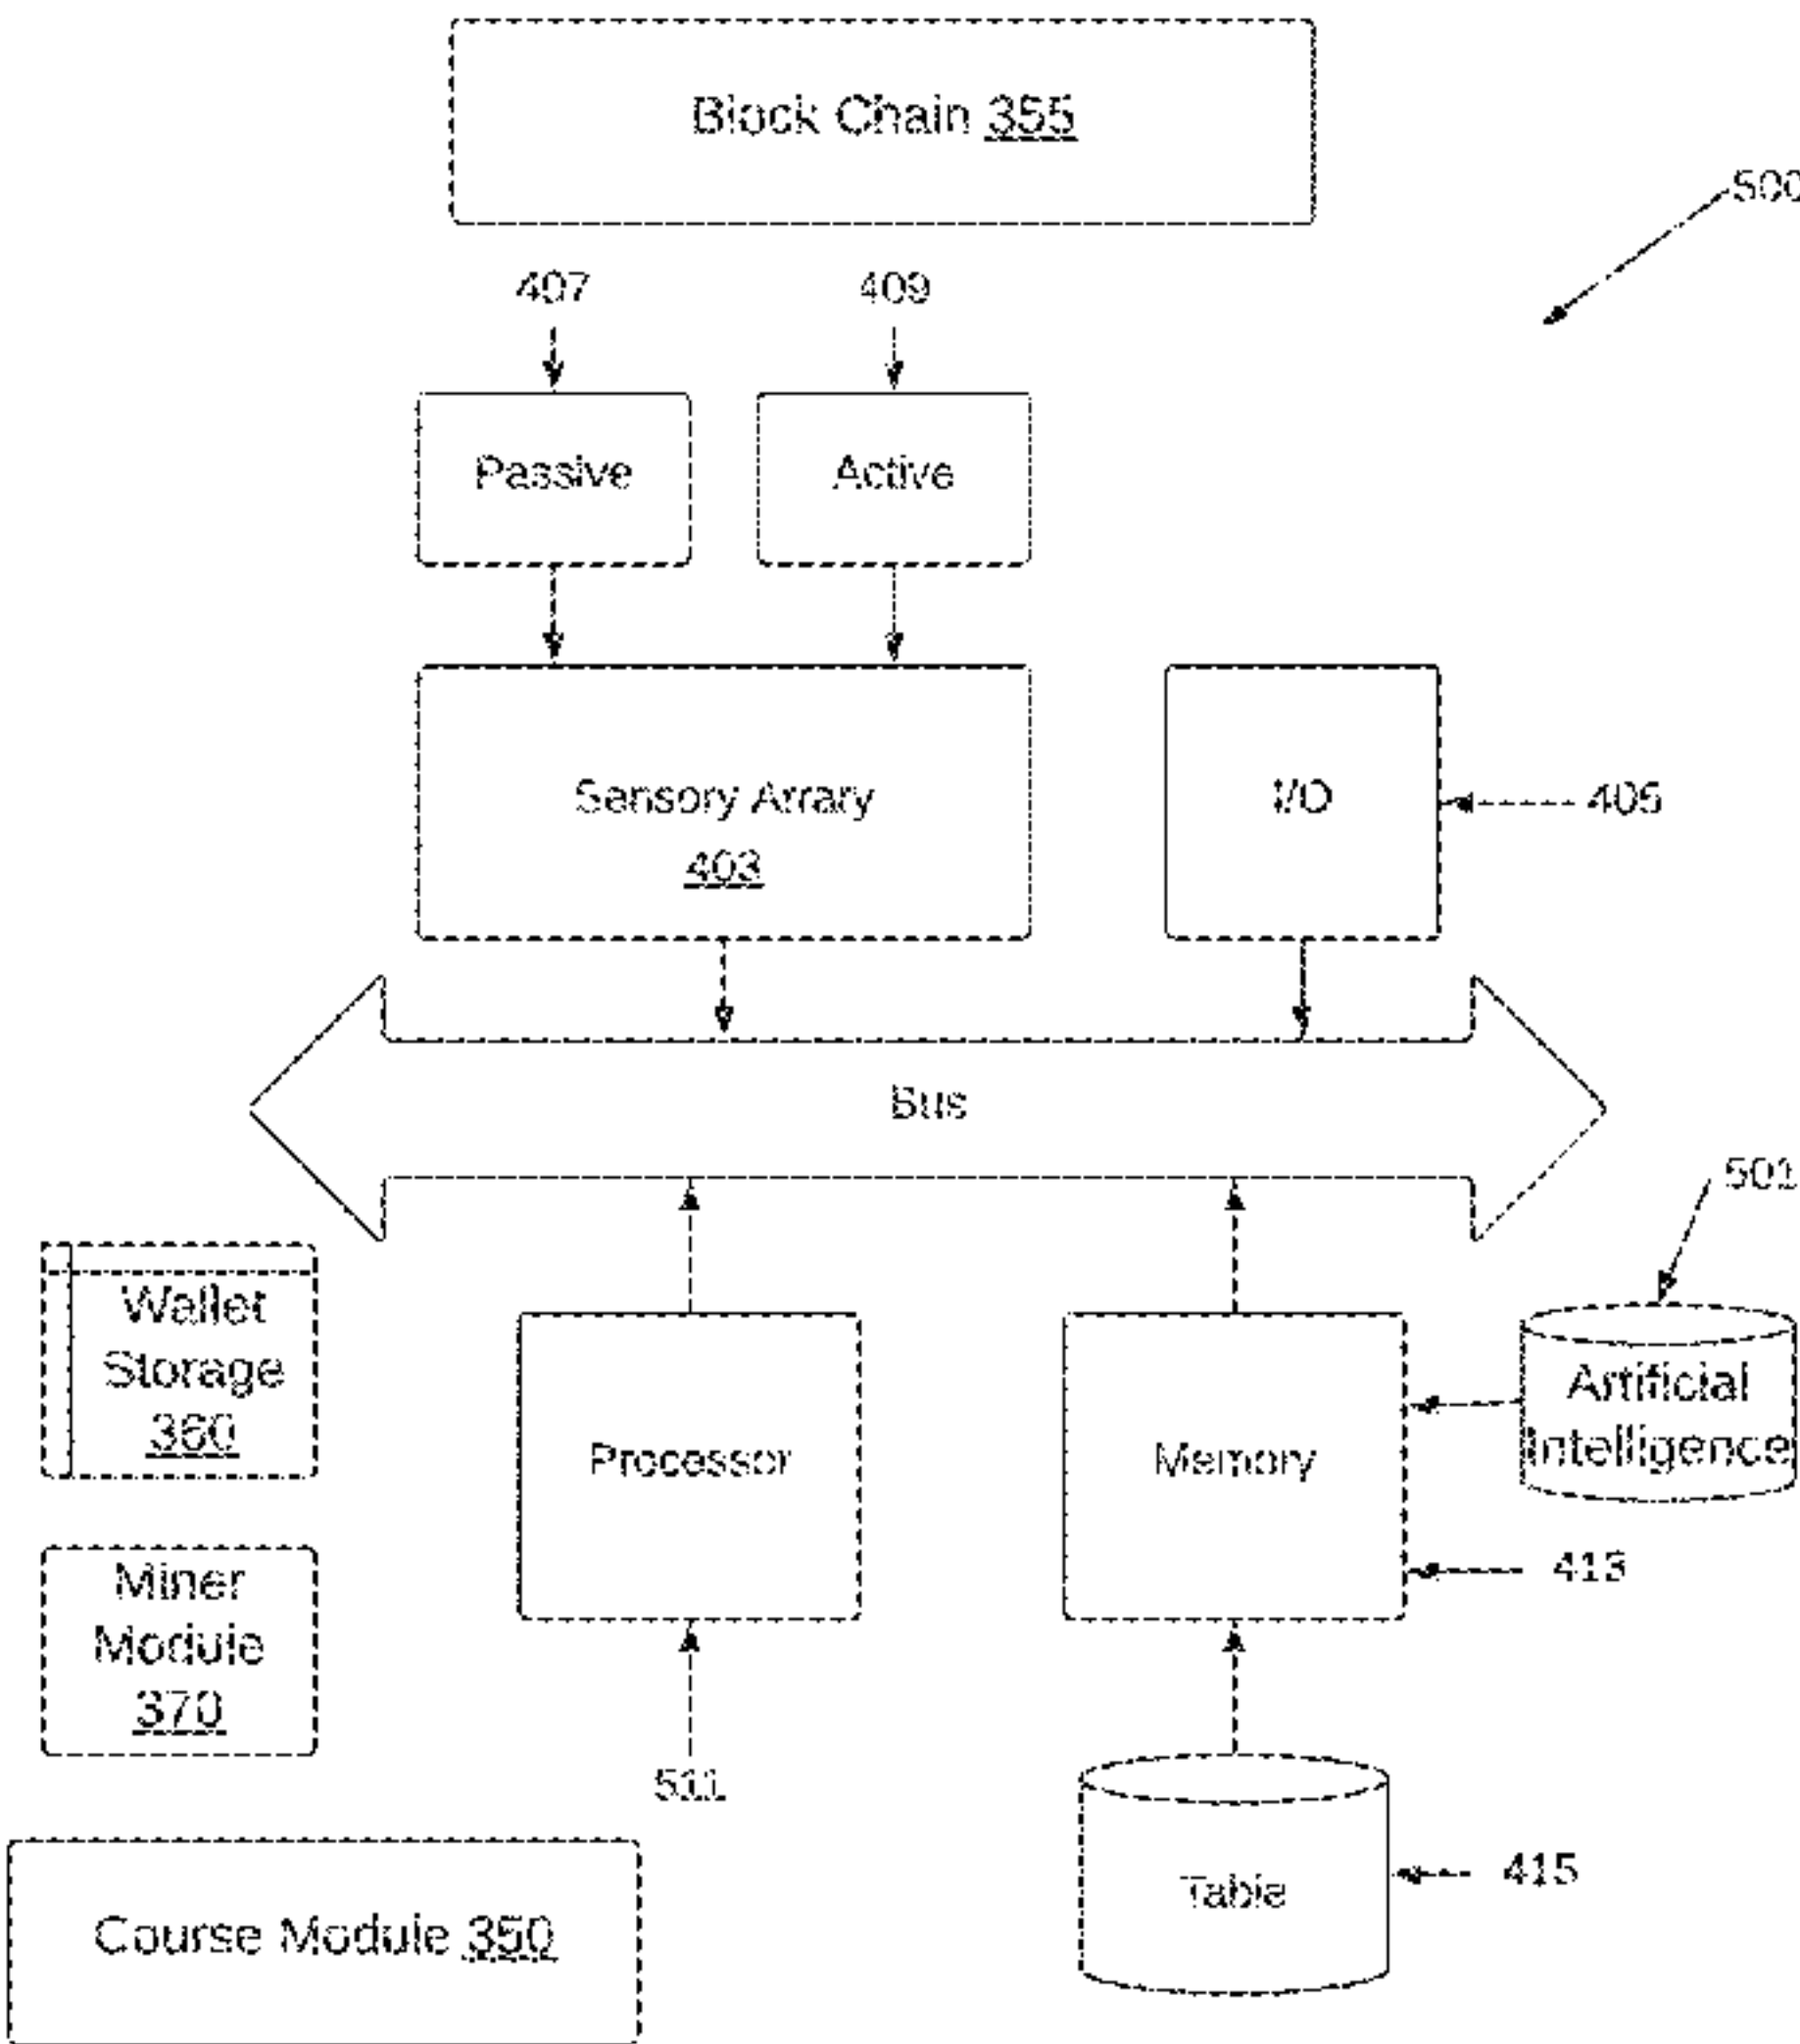 Block Chain 355
500
407
409
Passive
Active
Sensory Arrary
403
I/O
405
Bus
501
Wallet
Storage
360
Processor
Memory
Artificial
Intelligence
413
Miner
Module
370
511
Table
415
Course Module 350